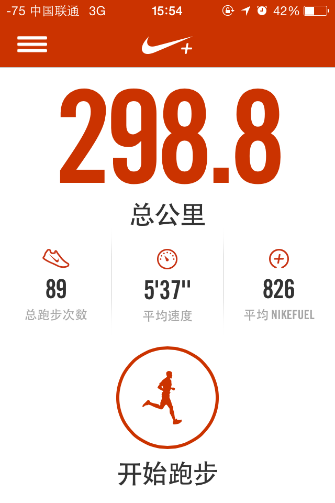 -75 中国联通 3G 15:54 42%
298.8
总公里
89 5'37" 826
总跑步次数 平均速度 平均 NIKEFUEL
开始跑步